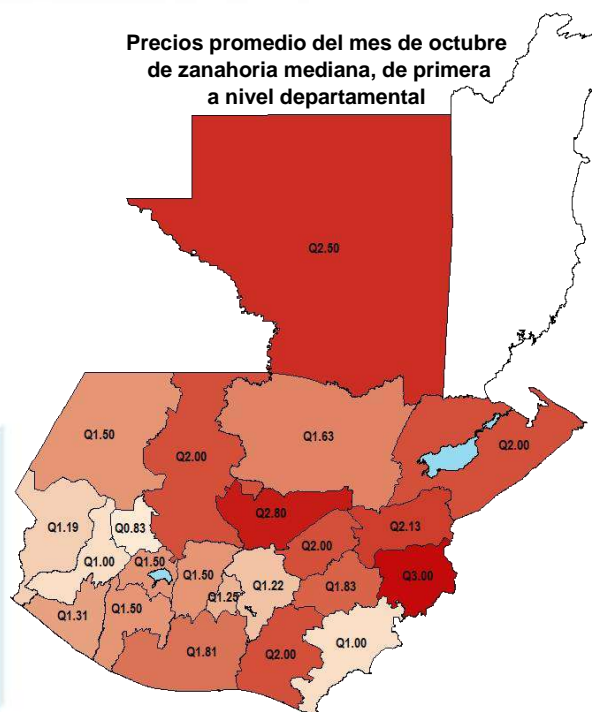 Precios promedio del mes de octubre
de zanahoria mediana, de primera
a nivel departamental
Q2.50
Q1.50
Q1.63
Q2.00
Q2.00
Q2.80
Q2.13
Q1.19
Q0.83
Q1.00
Q2.00
Q1.50
Q1.50
Q1.22
Q1.83
Q3.00
Q1.25
Q1.31
Q1.50
Q1.81
Q2.00
Q1.00